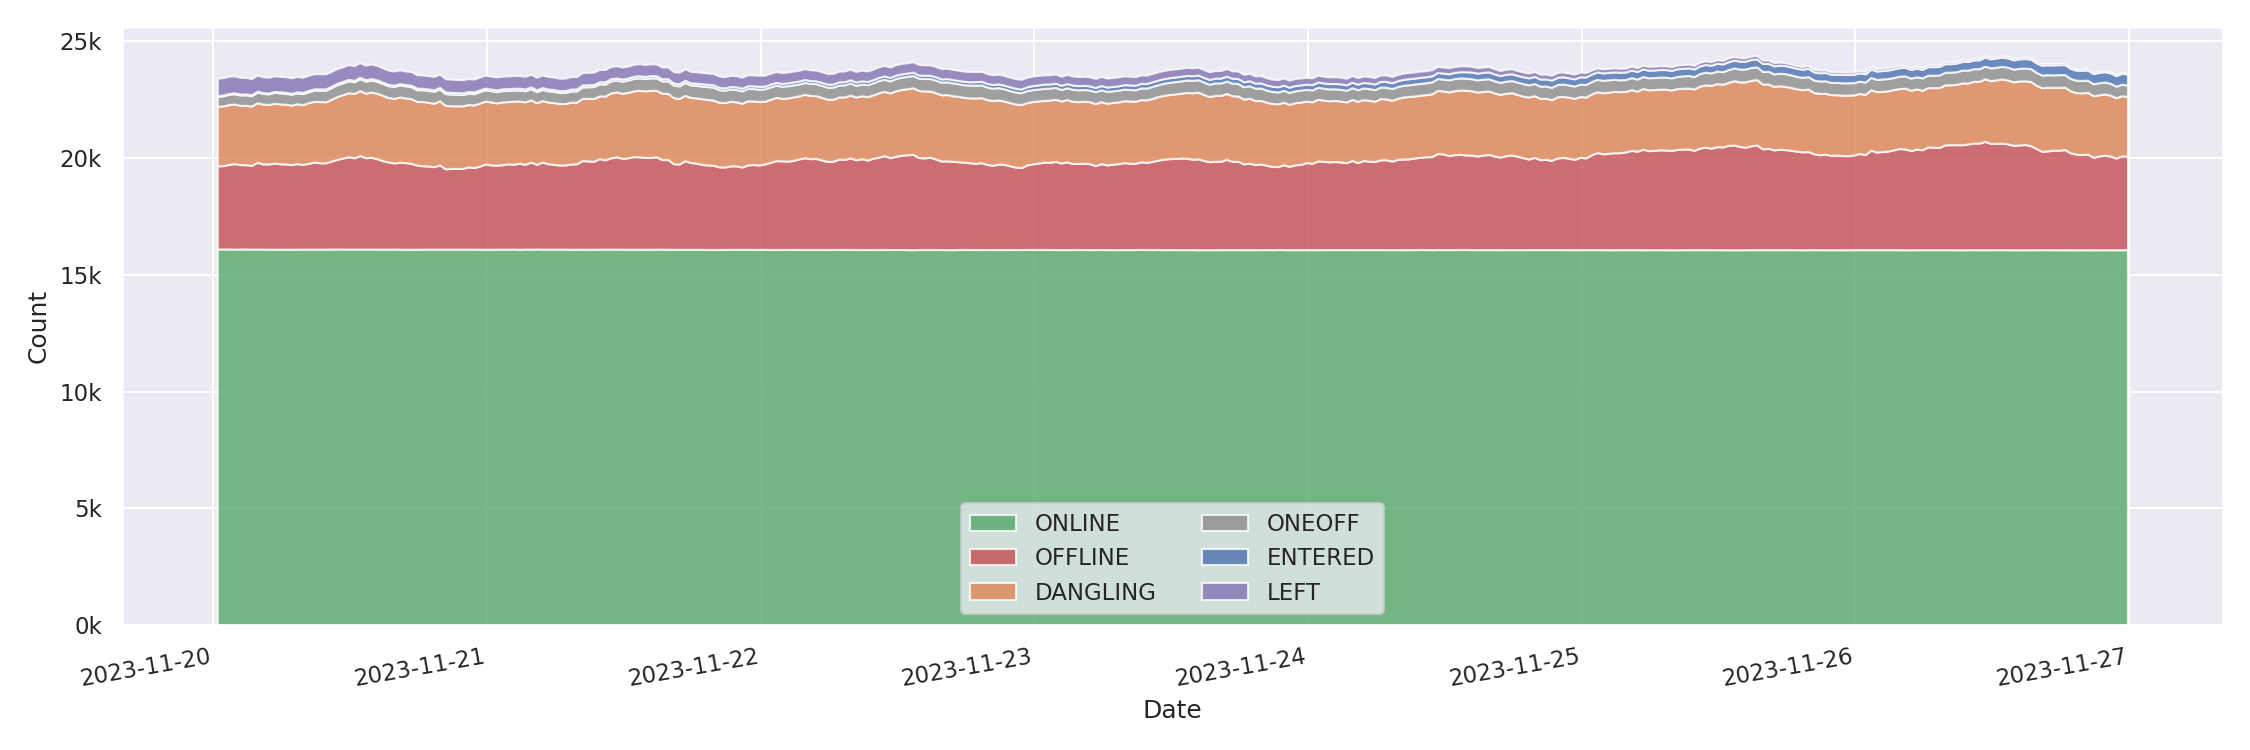 25k
20k
15k
10k
5k
0k
Count
ONLINE
OFFLINE
DANGLING
ONEOFF
ENTERED
LEFT
2023-11-20
2023-11-21
2023-11-22
2023-11-23
2023-11-24
2023-11-25
2023-11-26
2023-11-27
Date